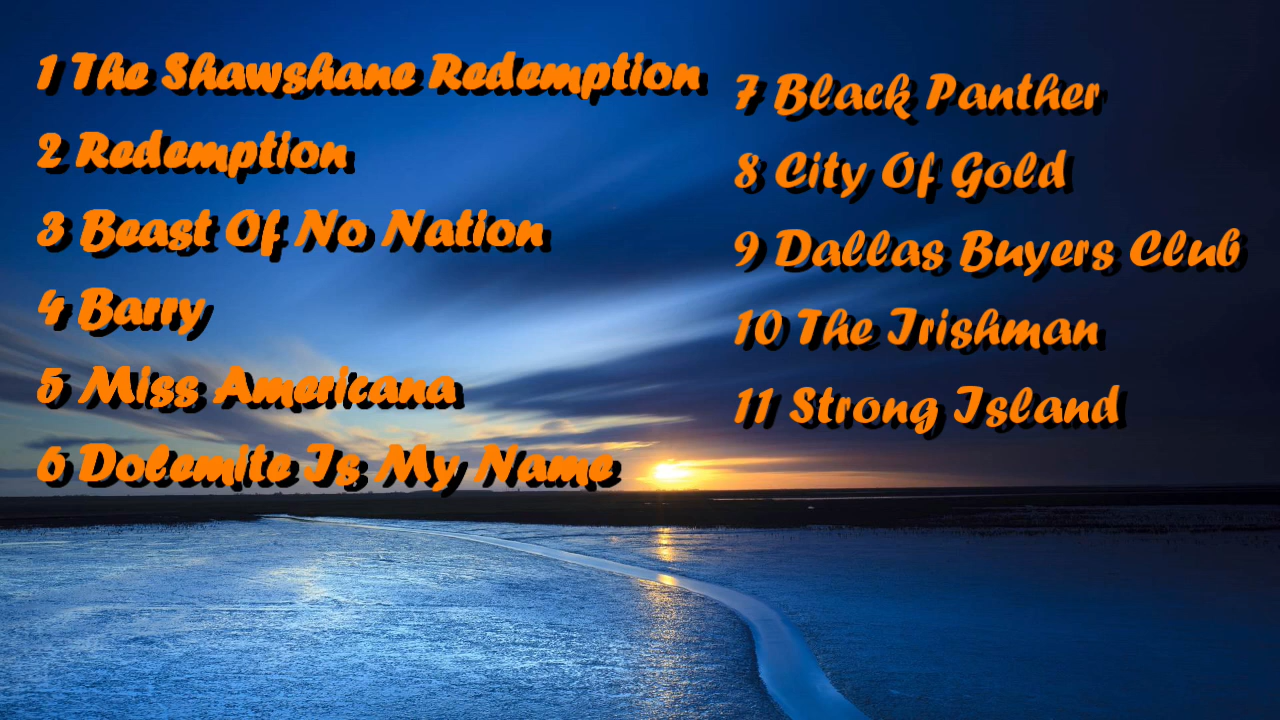 1 The Shawshane Redemption
2 Redemption
3 Beast Of No Nation
4 Barry
5 Miss Americana
6 Dolemite Is My Name
7 Black Panther
8 City Of Gold
9 Dallas Buyers Club
10 The Irishman
11 Strong Island